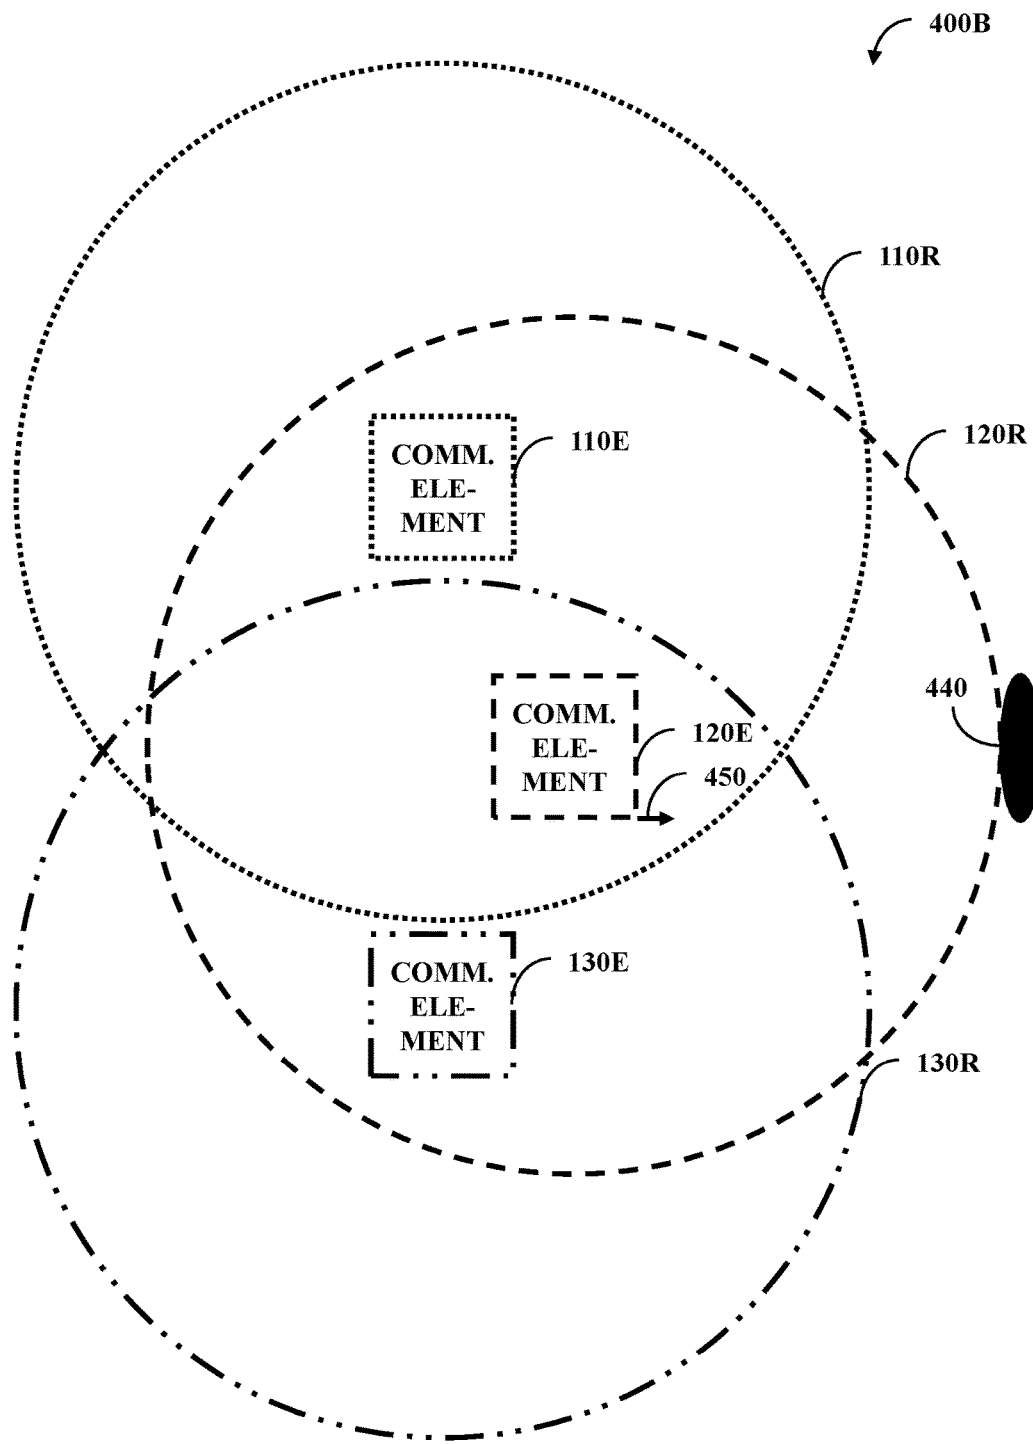 400B
110R
120R
COMM.
ELE-
MENT
110E
440
COMM.
ELE-
MENT
120E
450
COMM.
ELE-
MENT
130E
130R